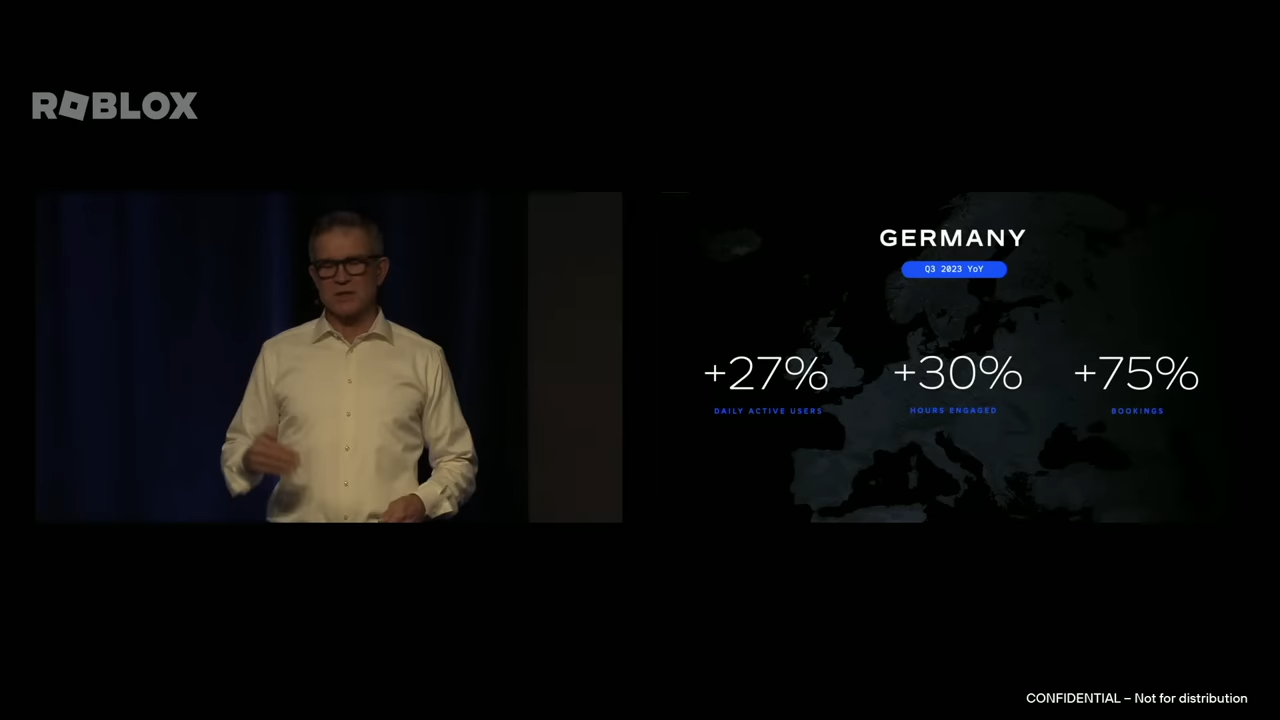 ROBLOX
GERMANY
Q3 2023 YoY
+27%
+30%
+75%
DAILY ACTIVE USERS
HOURS ENGAGED
BOOKINGS
CONFIDENTIAL – Not for distribution